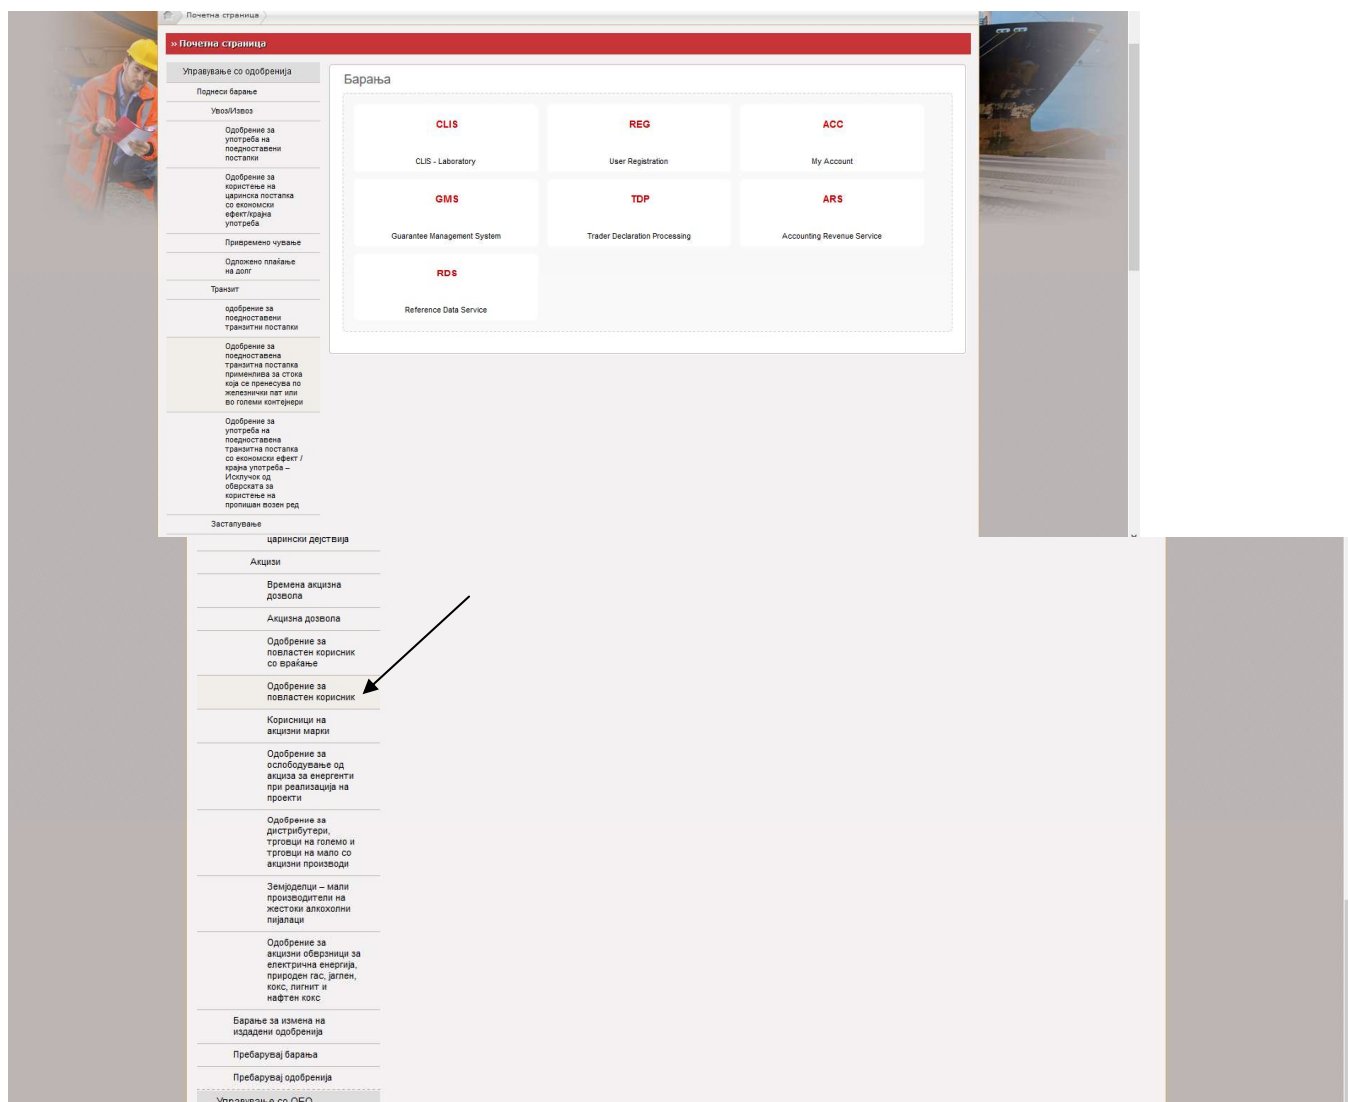 Почетна страница
» Почетна страница
Управување со одобренија
Поднеси барање
Увоз/Извоз
Одобрение за
употреба на
поедноставени
постапки
Одобрение за
користење на
царинска постапка
со економски
ефект/крајна
употреба
Привремено чување
Одложено плаќање
на долг
Транзит
одобрение за
поедноставени
транзитни постапки
Одобрение за
поедноставена
транзитна постапка
применлива за стока
која се пренесува по
железнички пат или
во големи контејнери
Одобрение за
употреба на
поедноставена
транзитна постапка
со економски ефект /
крајна употреба –
Исклучок од
обврската за
користење на
пропишан возен ред
Застапување
Барања
CLIS
CLIS - Laboratory
REG
User Registration
ACC
My Account
GMS
Guarantee Management System
TDP
Trader Declaration Processing
ARS
Accounting Revenue Service
RDS
Reference Data Service
царински дејствија
Акцизи
Времена акцизна
дозвола
Акцизна дозвола
Одобрение за
повластен корисник
со враќање
Одобрение за
повластен корисник
Корисници на
акцизни марки
Одобрение за
ослободување од
акциза за енергенти
при реализација на
проекти
Одобрение за
дистрибутери,
трговци на големо и
трговци на мало со
акцизни производи
Земјоделци – мали
производители на
жестоки алкохолни
пијалаци
Одобрение за
акцизни обврзници за
електрична енергија,
природен гас, јаглен,
кокс, лигнит и
нафтен кокс
Барање за измена на
издадени одобренија
Пребарувај барања
Пребарувај одобренија
Управување со ОЕО